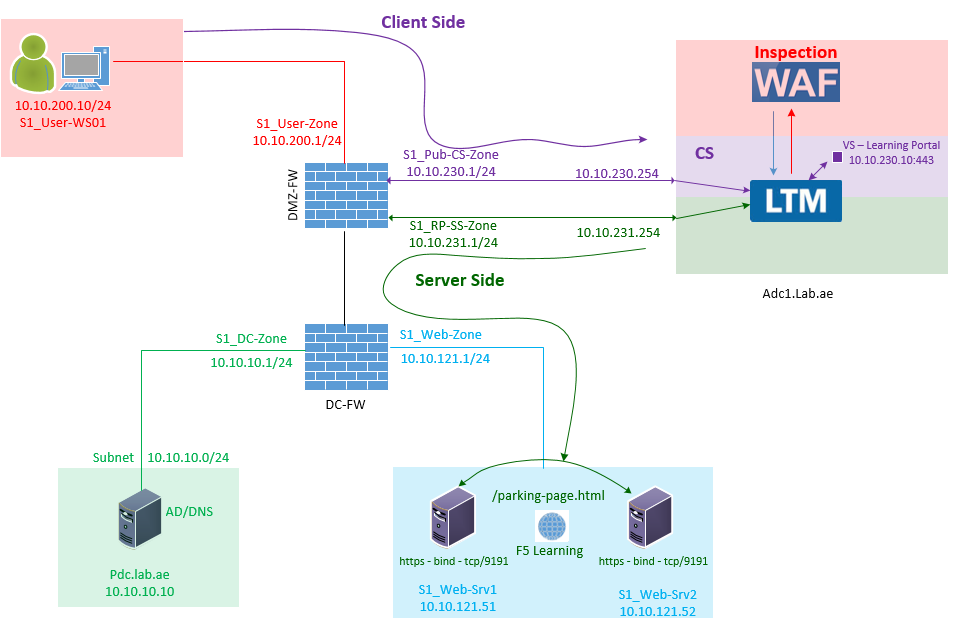 Client Side
10.10.200.10/24
S1_User-WS01
S1_User-Zone
10.10.200.1/24
Inspection
WAF
CS
VS – Learning Portal
10.10.230.10:443
LTM
Adc1.Lab.ae
S1_Pub-CS-Zone
10.10.230.1/24
10.10.230.254
DMZ-FW
S1_RP-SS-Zone
10.10.231.1/24
10.10.231.254
Server Side
S1_DC-Zone
10.10.10.1/24
S1_Web-Zone
10.10.121.1/24
DC-FW
Subnet 10.10.10.0/24
AD/DNS
Pdc.lab.ae
10.10.10.10
/parking-page.html
F5 Learning
https - bind - tcp/9191
https - bind - tcp/9191
S1_Web-Srv1
10.10.121.51
S1_Web-Srv2
10.10.121.52